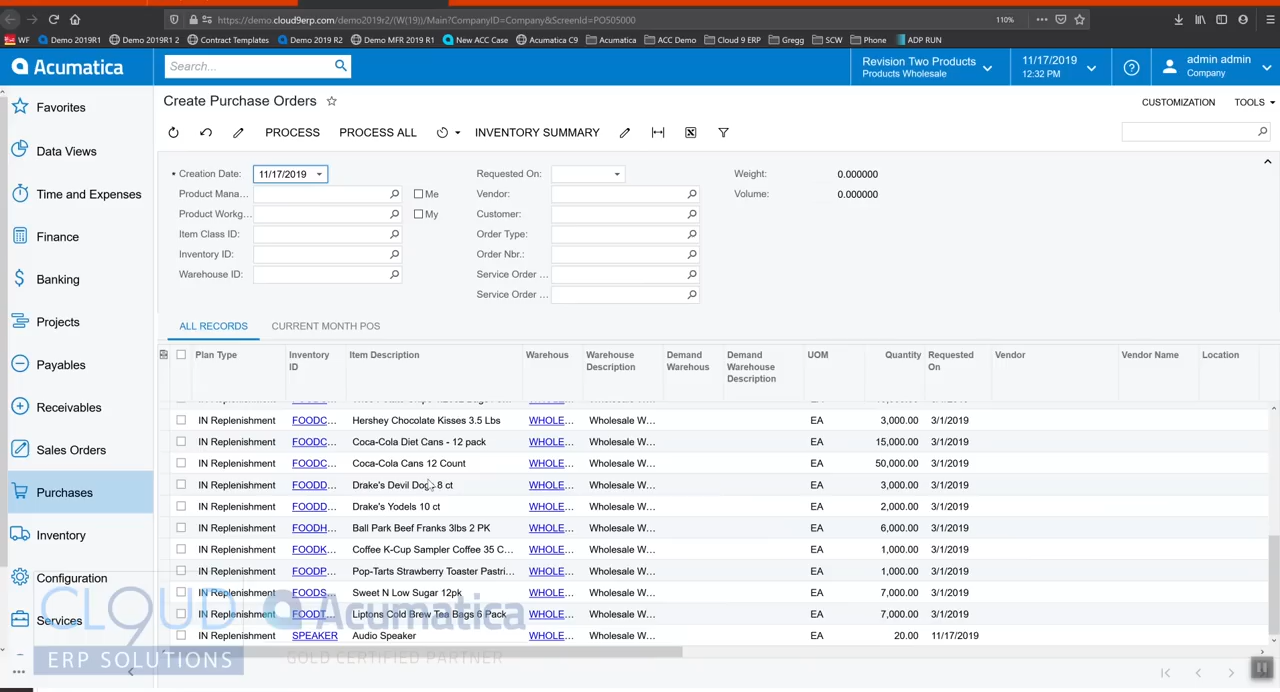 https://demo.cloud9erp.com/demo2019r2/(W(19))/Main?CompanyID=Company&ScreenId=PO505000
110%
WF Demo 2019R1 Demo 2019R1 2 Contract Templates Demo 2019 R2 Demo MFR 2019 R1 New ACC Case Acumatica C9 Acumatica ACC Demo Cloud 9 ERP Gregg SCW Phone ADP RUN
Acumatica
Search...
Revision Two Products
Products Wholesale
11/17/2019
12:32 PM
admin admin
Company
Favorites
Data Views
Time and Expenses
Finance
Banking
Projects
Payables
Receivables
Sales Orders
Purchases
Inventory
Configuration
Services
Create Purchase Orders
CUSTOMIZATION TOOLS
PROCESS PROCESS ALL INVENTORY SUMMARY
Creation Date: 11/17/2019 Requested On: Weight: 0.000000
Product Mana... Me Vendor: Volume: 0.000000
Product Workg... My Customer:
Item Class ID: Order Type:
Inventory ID: Order Nbr.:
Warehouse ID: Service Order ...
Service Order ...
ALL RECORDS CURRENT MONTH POS
Plan Type Inventory ID Item Description Warehous Warehouse Description Demand Warehous Demand Warehouse Description UOM Quantity Requested On Vendor Vendor Name Location
IN Replenishment FOODC... Hershey Chocolate Kisses 3.5 Lbs WHOLE... Wholesale W... EA 3,000.00 3/1/2019
IN Replenishment FOODC... Coca-Cola Diet Cans - 12 pack WHOLE... Wholesale W... EA 15,000.00 3/1/2019
IN Replenishment FOODC... Coca-Cola Cans 12 Count WHOLE... Wholesale W... EA 50,000.00 3/1/2019
IN Replenishment FOODD... Drake's Devil Dogs 8 ct WHOLE... Wholesale W... EA 3,000.00 3/1/2019
IN Replenishment FOODD... Drake's Yodels 10 ct WHOLE... Wholesale W... EA 2,000.00 3/1/2019
IN Replenishment FOODH... Ball Park Beef Franks 3lbs 2 PK WHOLE... Wholesale W... EA 6,000.00 3/1/2019
IN Replenishment FOODK... Coffee K-Cup Sampler Coffee 35 C... WHOLE... Wholesale W... EA 1,000.00 3/1/2019
IN Replenishment FOODP... Pop-Tarts Strawberry Toaster Pastri... WHOLE... Wholesale W... EA 1,000.00 3/1/2019
IN Replenishment FOODS... Sweet N Low Sugar 12pk WHOLE... Wholesale W... EA 7,000.00 3/1/2019
IN Replenishment FOODT... Liptons Cold Brew Tea Bags 6 Pack WHOLE... Wholesale W... EA 7,000.00 3/1/2019
IN Replenishment SPEAKER Audio Speaker WHOLE... Wholesale W... EA 20.00 11/17/2019
CLOUD 9
ERP SOLUTIONS
Acumatica
GOLD CERTIFIED PARTNER